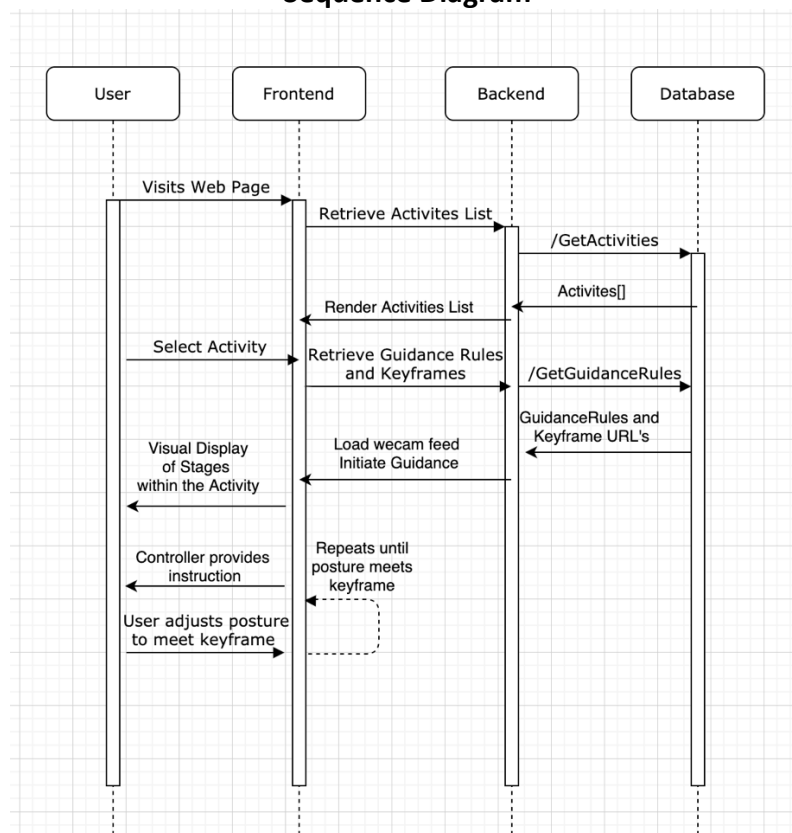 Sequence Diagram
User
Frontend
Backend
Database
Visits Web Page
Retrieve Activites List
/GetActivities
Activites[]
Render Activities List
Select Activity
Retrieve Guidance Rules
and Keyframes
/GetGuidanceRules
GuidanceRules and
Keyframe URL's
Load wecam feed
Initiate Guidance
Visual Display
of Stages
within the Activity
Controller provides
instruction
Repeats until
posture meets
keyframe
User adjusts posture
to meet keyframe